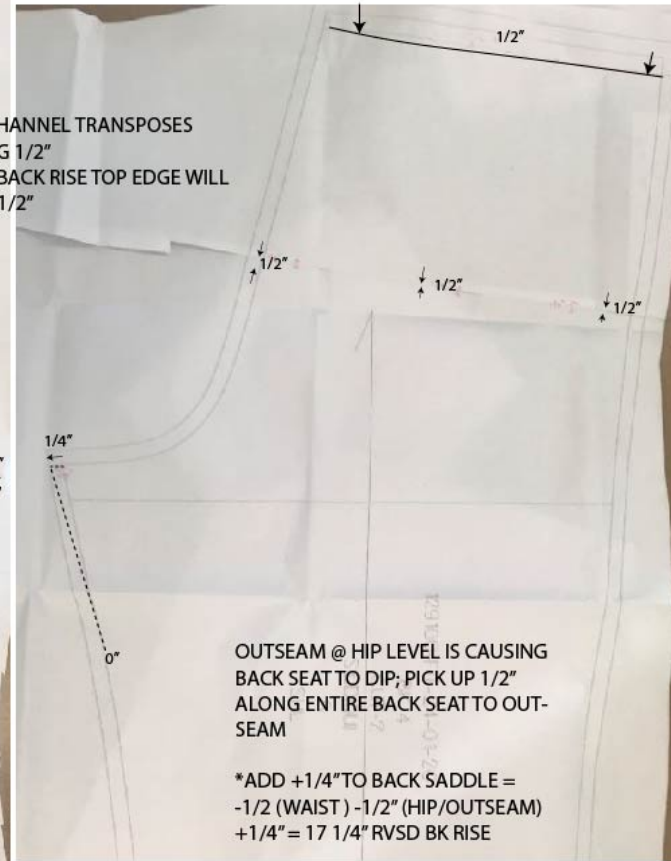 1/2"
HANNEL TRANSPOSES
G 1/2"
BACK RISE TOP EDGE WILL
1/2"
1/2"
1/2"
1/2"
1/4"
0"
OUTSEAM @ HIP LEVEL IS CAUSING
BACK SEAT TO DIP; PICK UP 1/2"
ALONG ENTIRE BACK SEAT TO OUT-
SEAM
*ADD +1/4" TO BACK SADDLE =
-1/2 (WAIST ) -1/2" (HIP/OUTSEAM)
+1/4" = 17 1/4" RVSD BK RISE